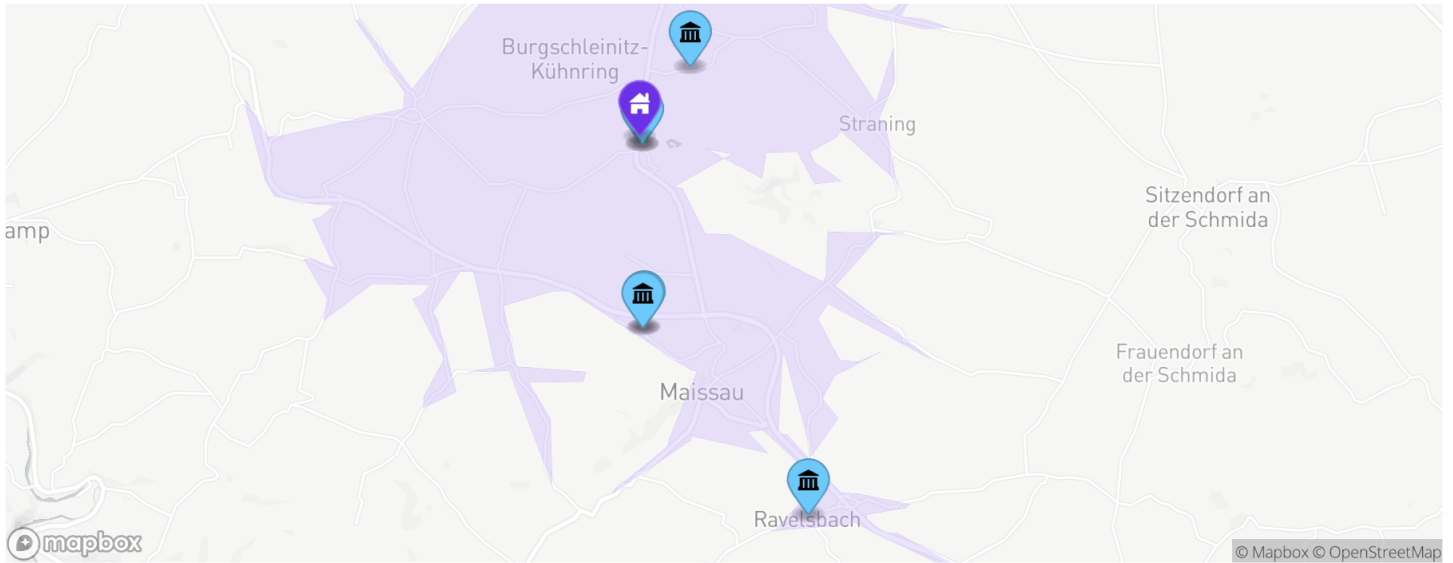 Burgschleinitz-
Kühnring
Straning
Sitzendorf an
der Schmida
amp
Frauendorf an
der Schmida
Maissau
Ravelsbach
mapbox
© Mapbox © OpenStreetMap